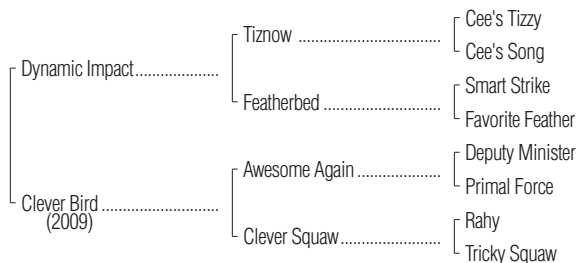 Cee's Tizzy
Tiznow
Cee's Song
Dynamic Impact
Smart Strike
Featherbed
Favorite Feather
Deputy Minister
Awesome Again
Primal Force
Clever Bird
(2009)
Rahy
Clever Squaw
Tricky Squaw